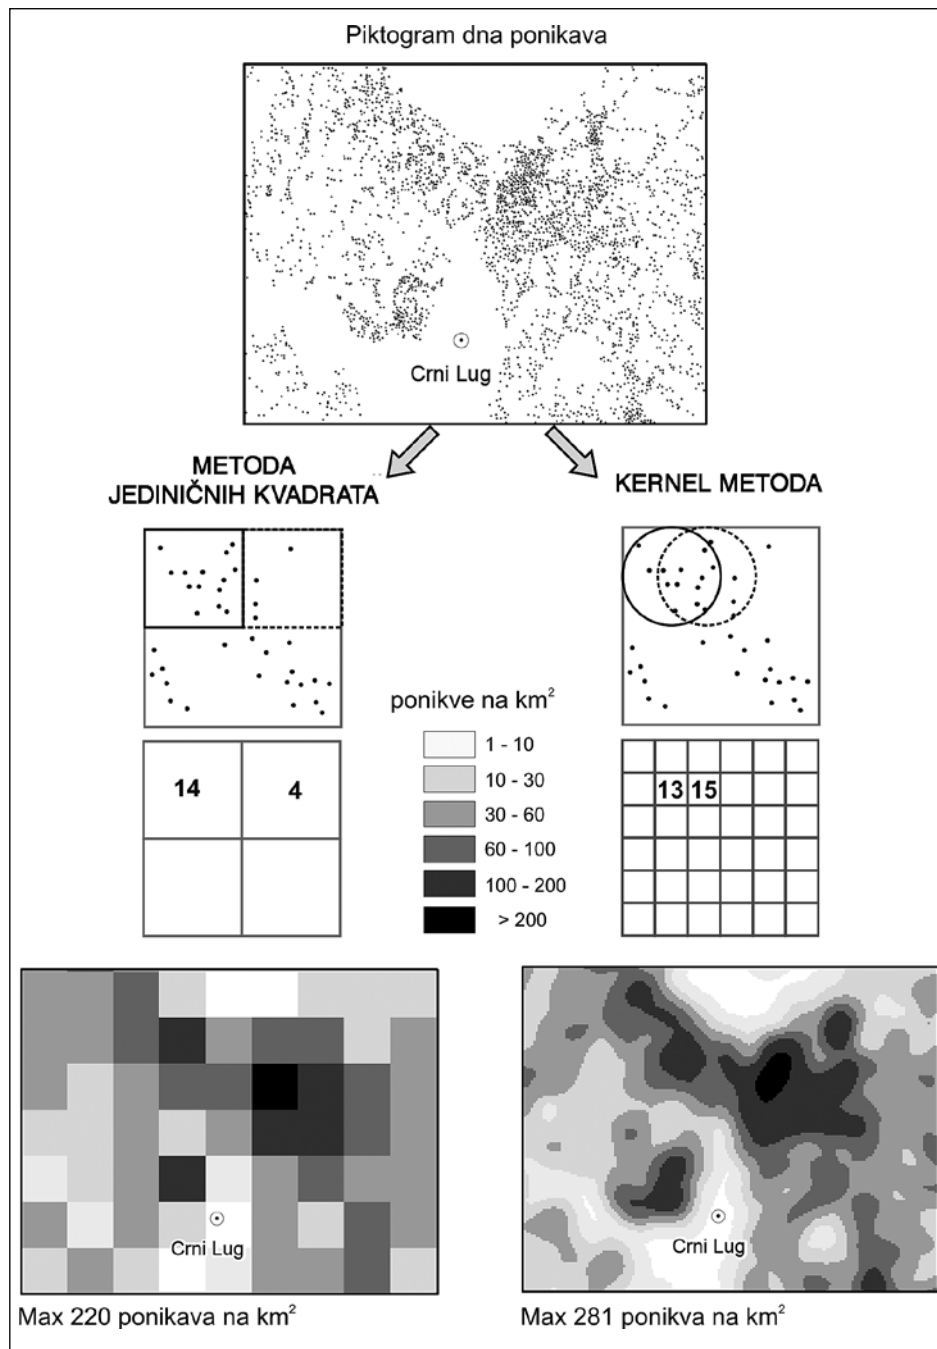 Piktogram dna ponikava
Crni Lug
METODA
JEDINIČNIH KVADRATA
KERNEL METODA
ponikve na km²
1 - 10
10 - 30
30 - 60
60 - 100
100 - 200
> 200
14
4
13
15
Crni Lug
Crni Lug
Max 220 ponikava na km²
Max 281 ponikva na km²